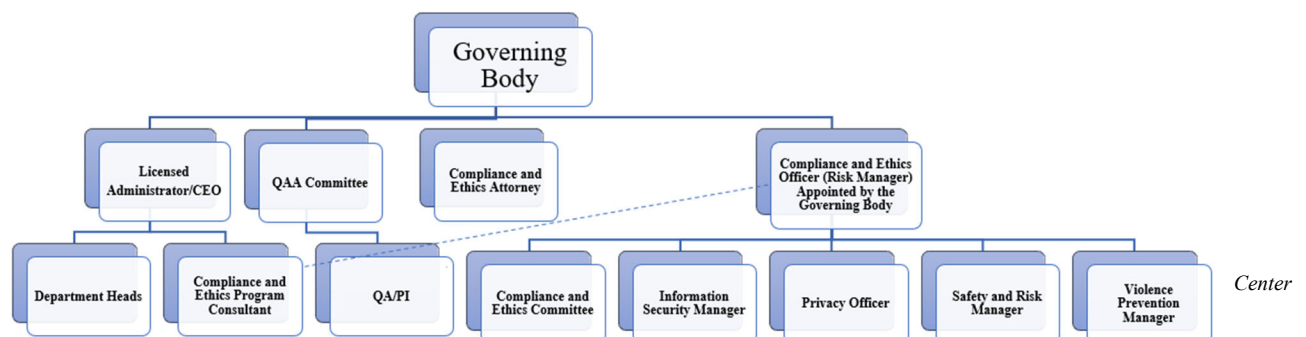 Governing
Body
Licensed
Administrator/CEO
QAA Committee
Compliance and
Ethics Attorney
Compliance and Ethics
Officer (Risk Manager)
Appointed by the
Governing Body
Department Heads
Compliance and
Ethics Program
Consultant
QA/PI
Compliance and
Ethics Committee
Information
Security Manager
Privacy Officer
Safety and Risk
Manager
Violence
Prevention
Manager
Center